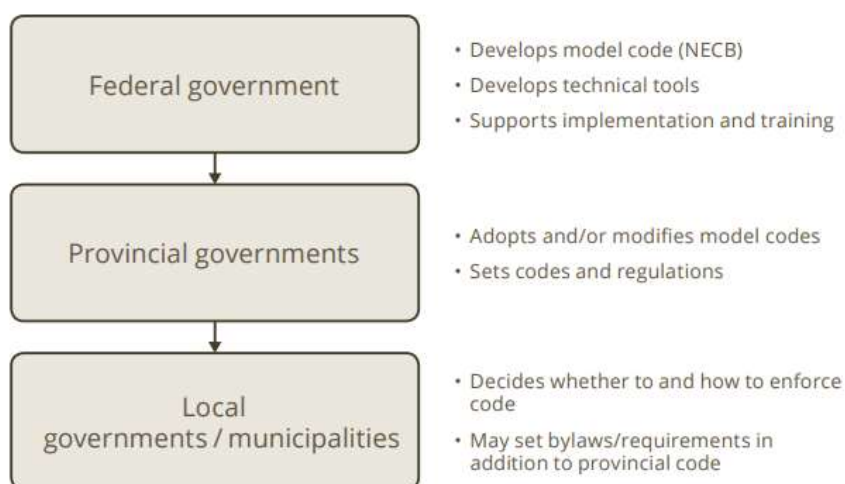 Federal government
• Develops model code (NECB)
• Develops technical tools
• Supports implementation and training
Provincial governments
• Adopts and/or modifies model codes
• Sets codes and regulations
Local
governments / municipalities
• Decides whether to and how to enforce
code
• May set bylaws/requirements in
addition to provincial code